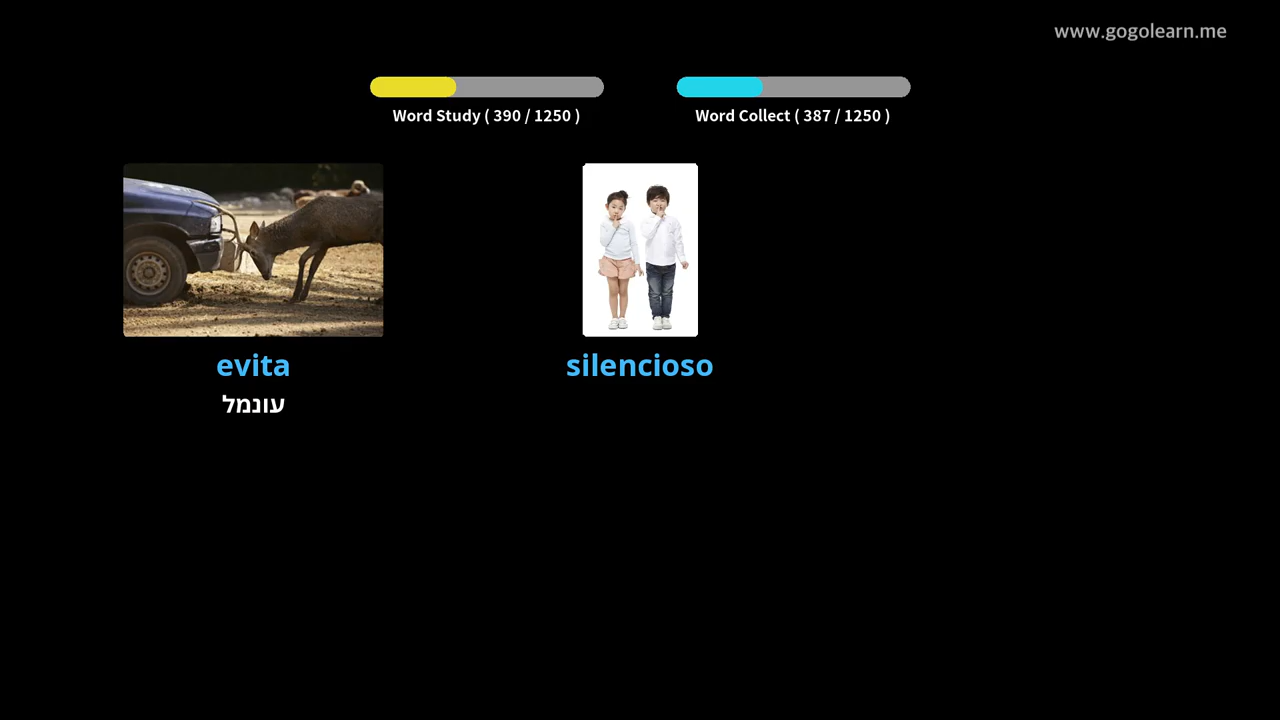 www.gogolearn.me
Word Study ( 390 / 1250 )
Word Collect ( 387 / 1250 )
evita
עונמל
silencioso